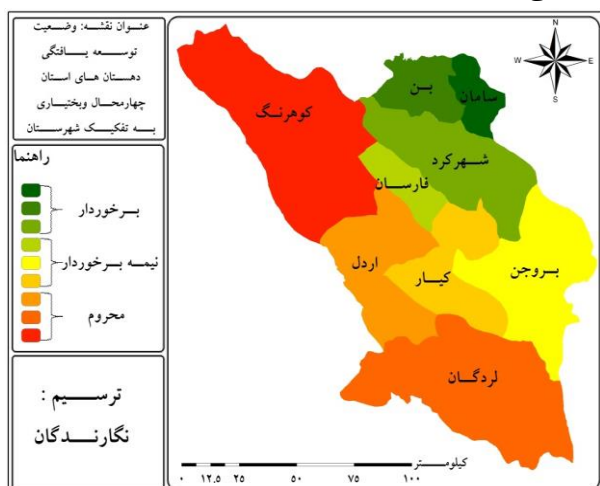 عنوان نقشه: وضعیت
توسعه یافتگی
دهستان های استان
چهارمحال وبختیاری
به تفکیک شهرستان
راهنما
برخوردار
نیمه برخوردار
محروم
ترسیم :
نگارندگان
N
W E
S
سامان
بن
کوهرنگ
شهرکرد
فارسان
بروجن
اردل
کیار
لردگان
کیلومتر
۰ ۱۲.۵ ۲۵ ۵۰ ۷۵ ۱۰۰